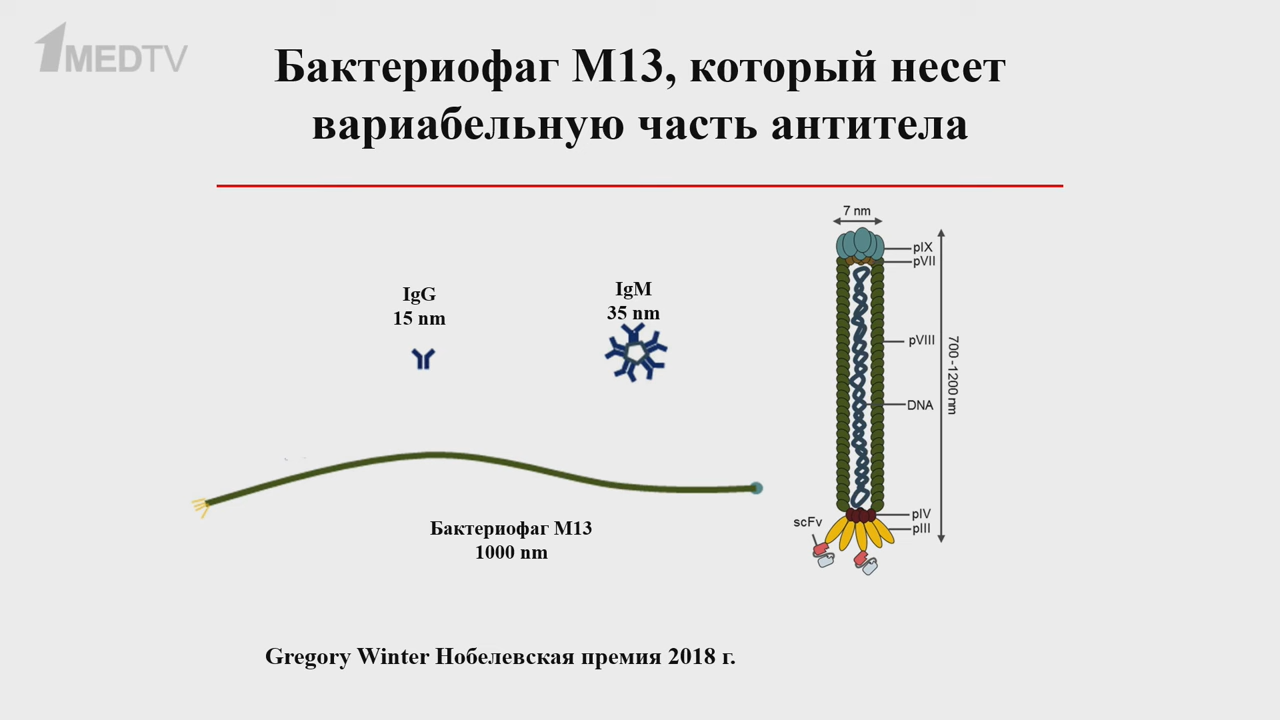 1MEDTV
Бактериофаг М13, который несет
вариабельную часть антитела
IgG
15 nm
IgM
35 nm
Бактериофаг М13
1000 nm
7 nm
pIX
pVII
pVIII
700-1200 nm
DNA
pIV
pIII
scFv
Gregory Winter Нобелевская премия 2018 г.